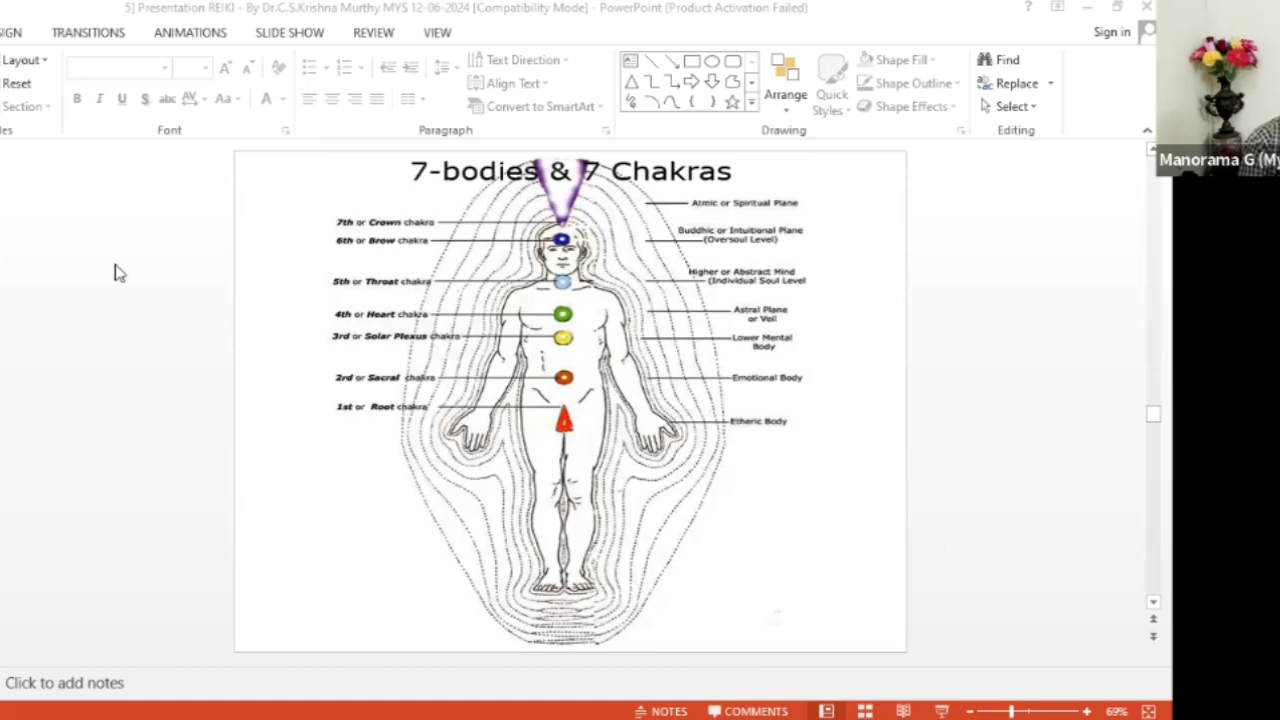 5] Presentation REIKI - By Dr.C.S.Krishna Murthy MYS 12-06-2024 [Compatibility Mode] - PowerPoint (Product Activation Failed)
?
SIGN TRANSITIONS ANIMATIONS SLIDE SHOW REVIEW VIEW
Sign in
Layout
Reset
Section
B I U S abc AV Aa A
Text Direction
Align Text
Convert to SmartArt
Arrange
Quick
Styles
Shape Fill
Shape Outline
Shape Effects
Find
Replace
Select
Font
Paragraph
Drawing
Editing
Manorama G (My
7-bodies & 7 Chakras
7th or Crown chakra
6th or Brow chakra
5th or Throat chakra
4th or Heart chakra
3rd or Solar Plexus chakra
2rd or Sacral chakra
1st or Root chakra
Atmic or Spiritual Plane
Buddhic or Intuitional Plane
(Oversoul Level)
Higher or Abstract Mind
(Individual Soul Level
Astral Plane
or Veil
Lower Mental
Body
Emotional Body
Etheric Body
Click to add notes
NOTES COMMENTS 69%